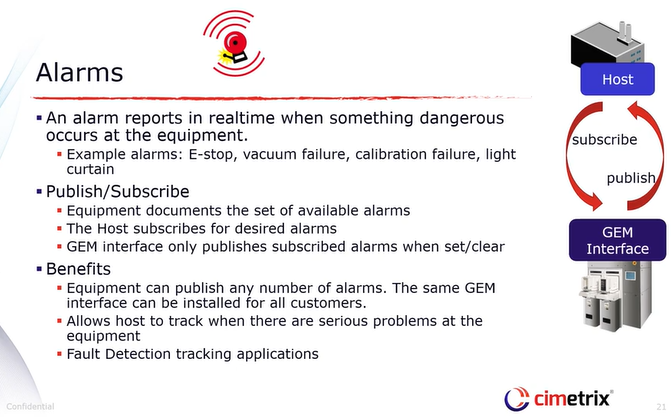 Alarms
An alarm reports in realtime when something dangerous
occurs at the equipment.
Example alarms: E-stop, vacuum failure, calibration failure, light
curtain
Publish/Subscribe
Equipment documents the set of available alarms
The Host subscribes for desired alarms
GEM interface only publishes subscribed alarms when set/clear
Benefits
Equipment can publish any number of alarms. The same GEM
interface can be installed for all customers.
Allows host to track when there are serious problems at the
equipment
Fault Detection tracking applications
Host
subscribe
publish
GEM
Interface
Confidential
cimetrix®
21